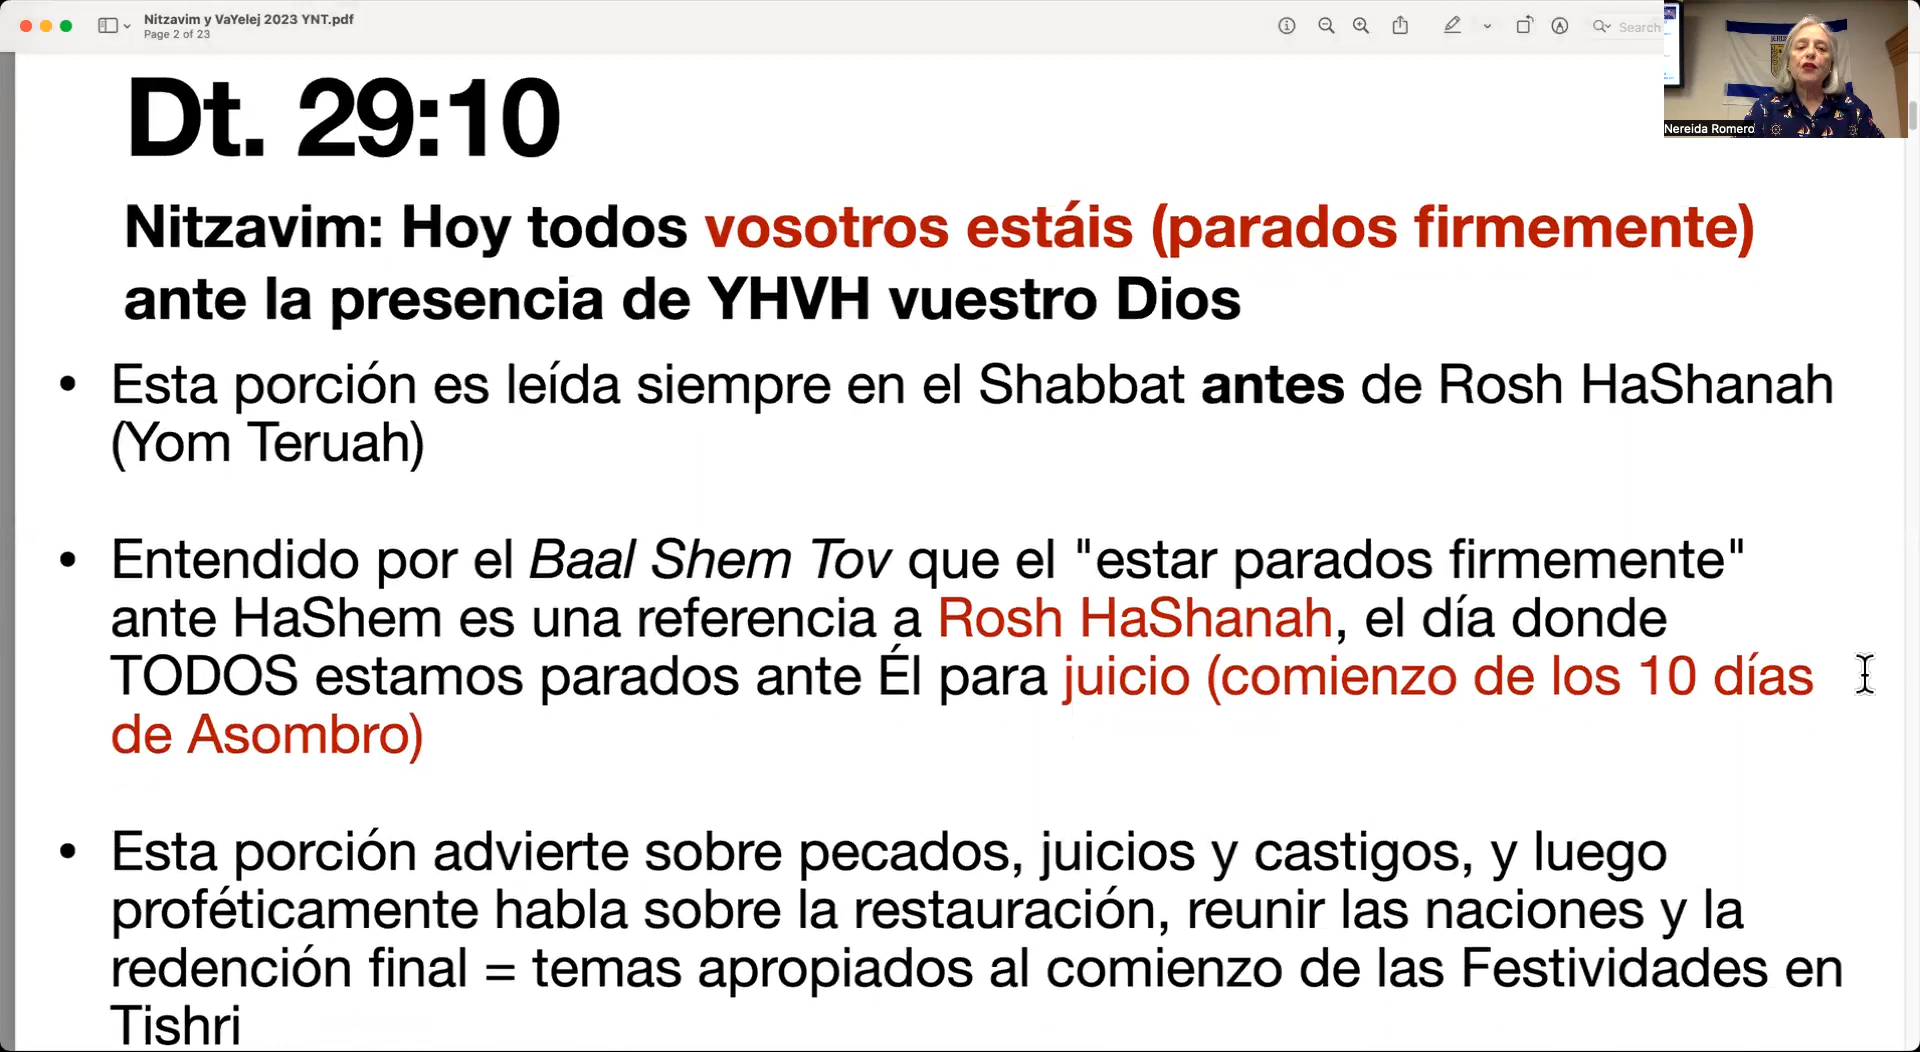 Nitzavim y VaYelej 2023 YNT.pdf
Page 2 of 23
Search
Nereida Romero
Dt. 29:10
Nitzavim: Hoy todos vosotros estáis (parados firmemente)
ante la presencia de YHVH vuestro Dios
• Esta porción es leída siempre en el Shabbat antes de Rosh HaShanah
(Yom Teruah)
• Entendido por el Baal Shem Tov que el "estar parados firmemente"
ante HaShem es una referencia a Rosh HaShanah, el día donde
TODOS estamos parados ante Él para juicio (comienzo de los 10 días
de Asombro)
• Esta porción advierte sobre pecados, juicios y castigos, y luego
proféticamente habla sobre la restauración, reunir las naciones y la
redención final = temas apropiados al comienzo de las Festividades en
Tishri